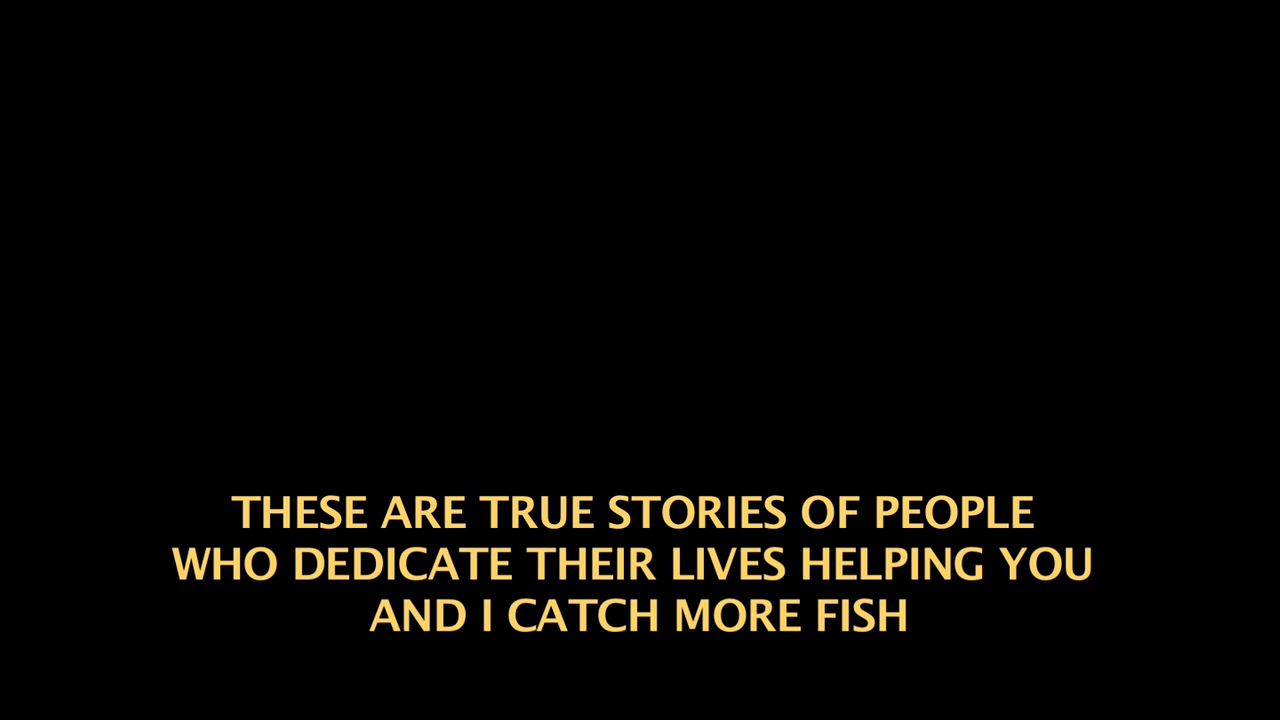 THESE ARE TRUE STORIES OF PEOPLE
WHO DEDICATE THEIR LIVES HELPING YOU
AND I CATCH MORE FISH